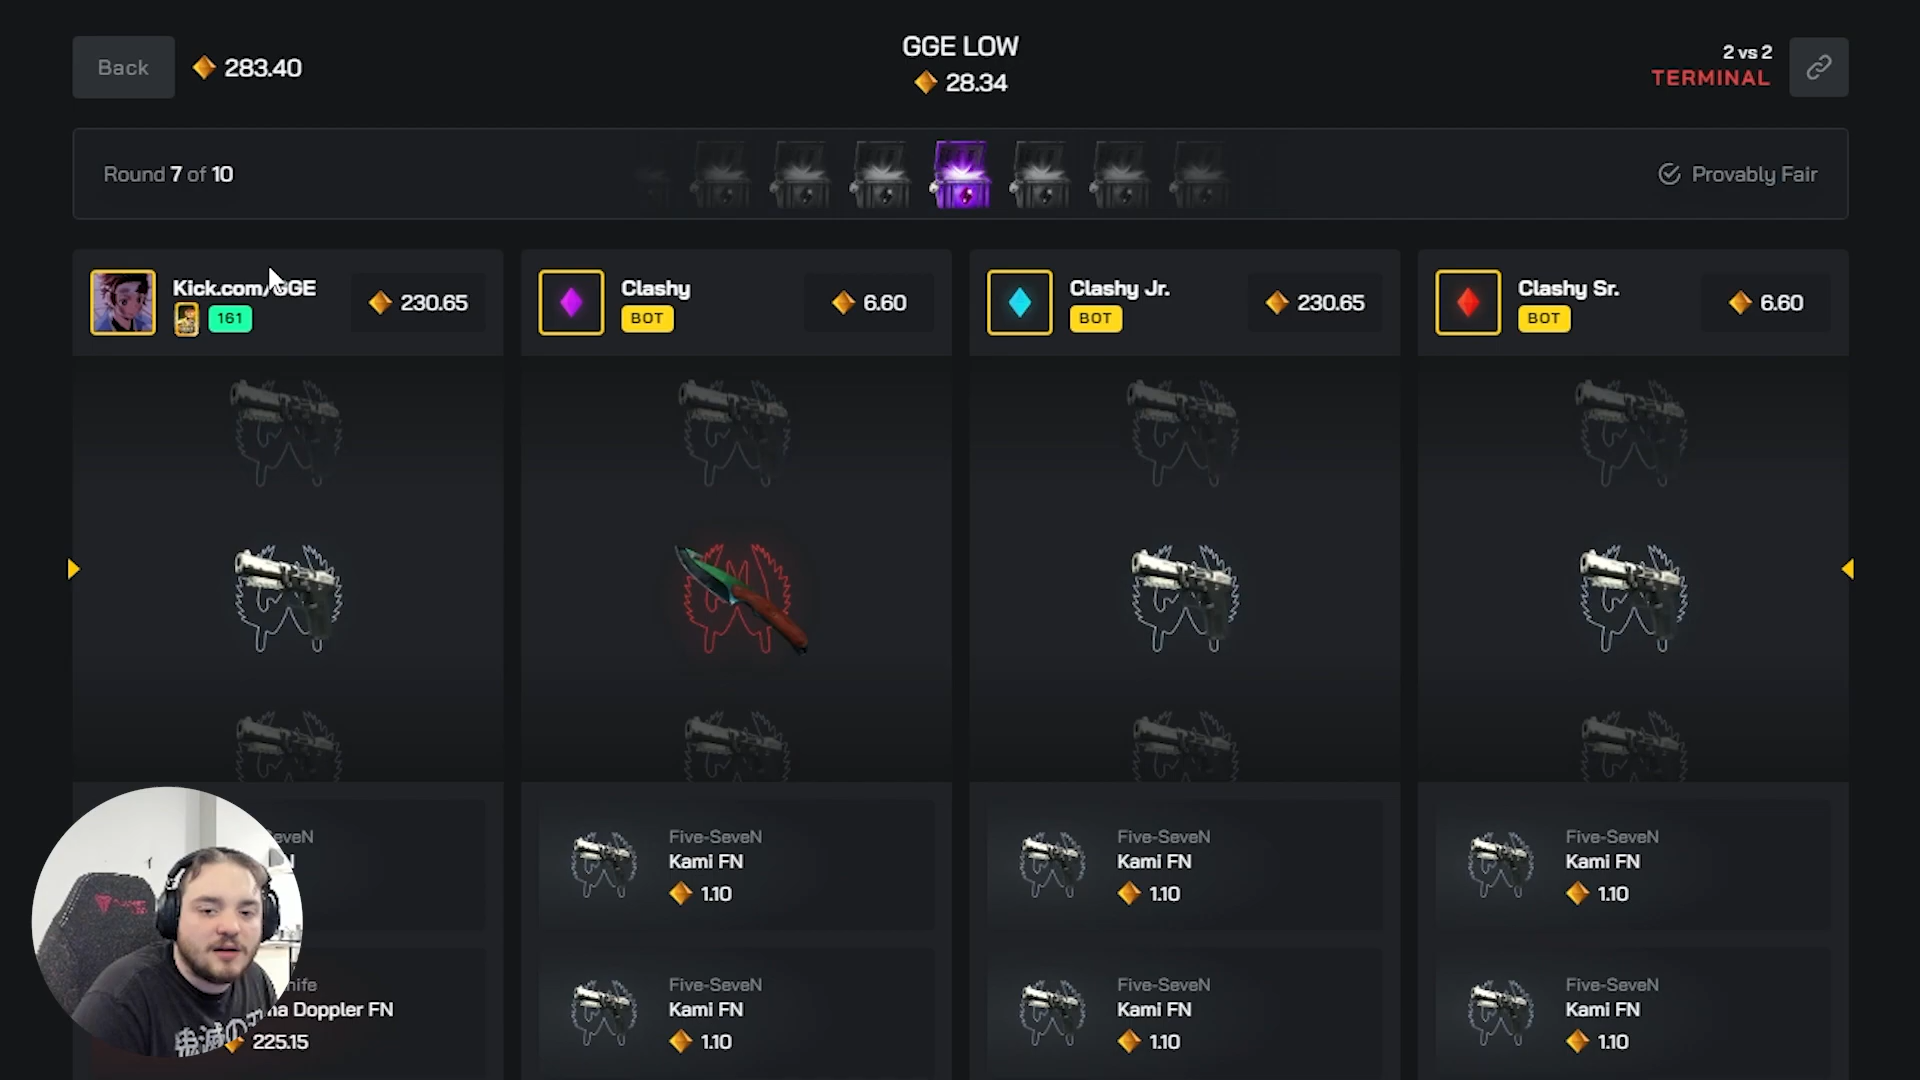 Back
283.40
GGE LOW
28.34
2 vs 2
TERMINAL
Round 7 of 10
Provably Fair
Kick.com/GGE
161
230.65
Clashy
BOT
6.60
Clashy Jr.
BOT
230.65
Clashy Sr.
BOT
6.60
Five-SeveN
Kami FN
1.10
Five-SeveN
Kami FN
1.10
Five-SeveN
Kami FN
1.10
Doppler FN
225.15
Five-SeveN
Kami FN
1.10
Five-SeveN
Kami FN
1.10
Five-SeveN
Kami FN
1.10